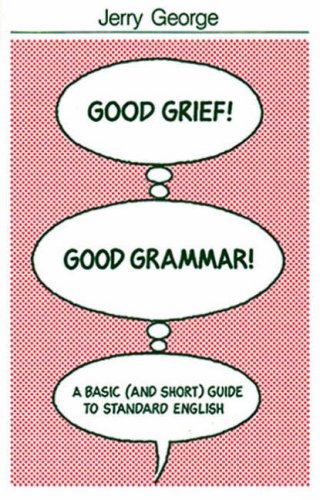 Jerry George
GOOD GRIEF!
GOOD GRAMMAR!
A BASIC (AND SHORT) GUIDE
TO STANDARD ENGLISH